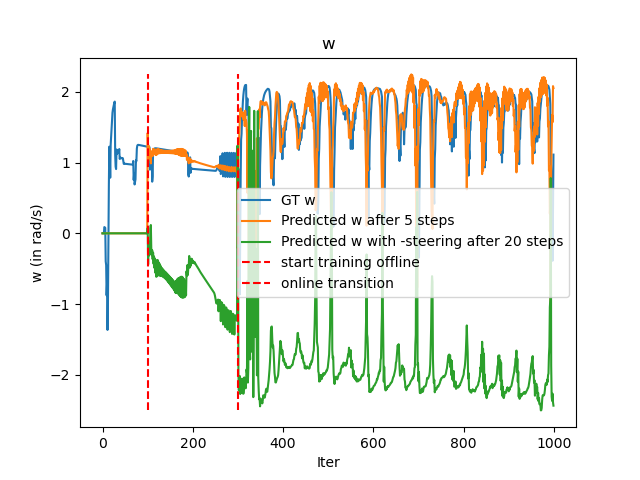 w
w (in rad/s)
2
1
0
−1
−2
GT w
Predicted w after 5 steps
Predicted w with -steering after 20 steps
start training offline
online transition
0
200
400
600
800
1000
Iter